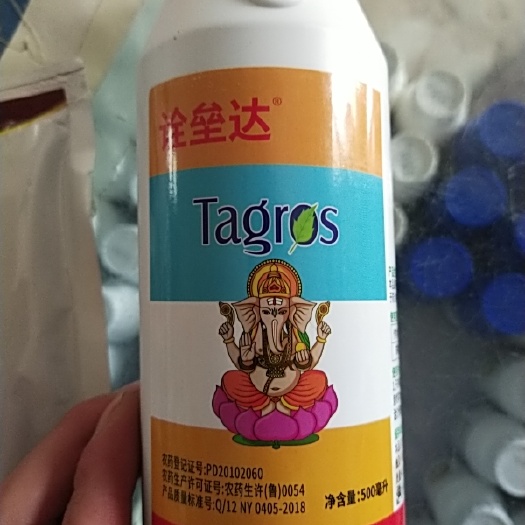 诠垒达®
Tagros
农药登记证号:PD20102060
农药生产许可证号:农药生许(鲁)0054
产品质量标准号:Q/12 NY 0405-2018
净含量:500毫升